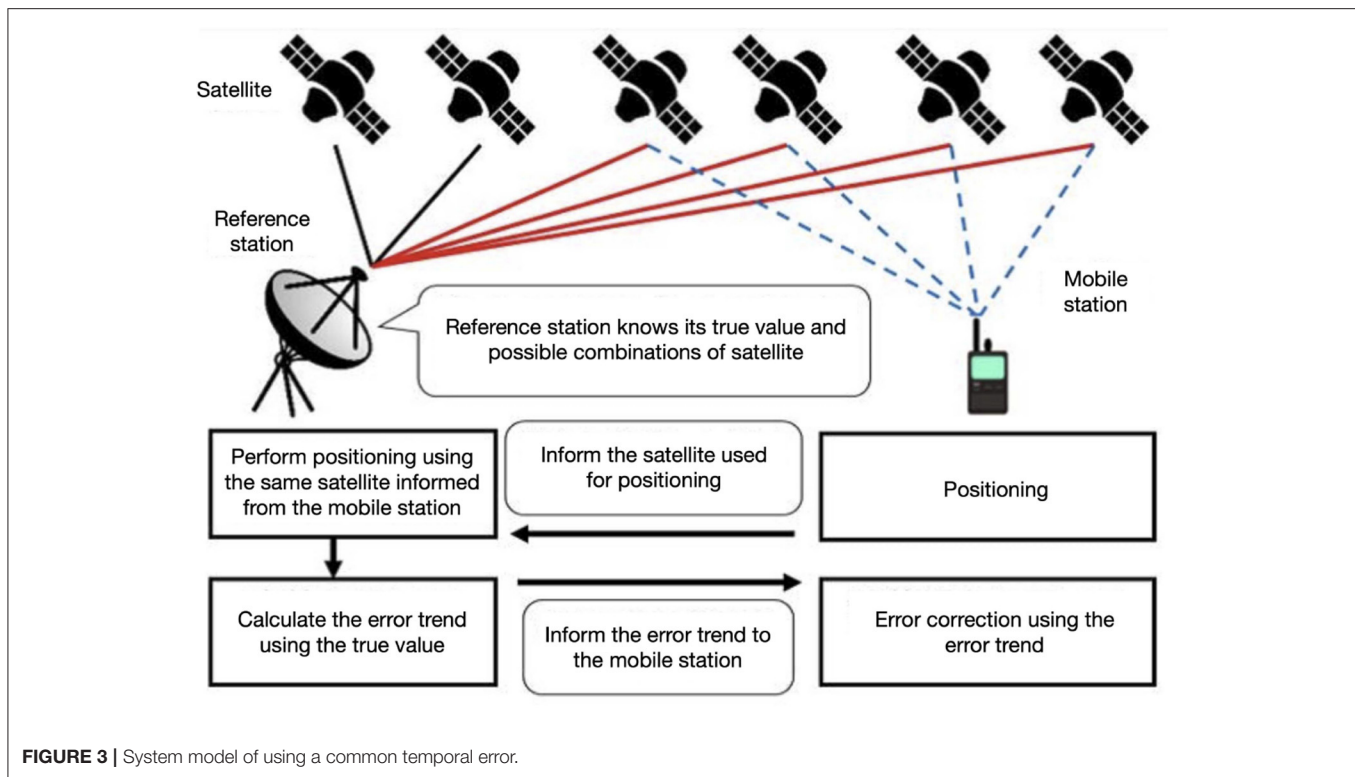 Satellite
Reference
station
Mobile
station
Reference station knows its true value and
possible combinations of satellite
Perform positioning using
the same satellite informed
from the mobile station
Inform the satellite used
for positioning
Positioning
Calculate the error trend
using the true value
Inform the error trend to
the mobile station
Error correction using the
error trend
FIGURE 3 | System model of using a common temporal error.